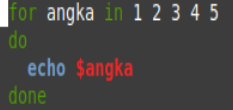 for angka in 1 2 3 4 5
do
  echo $angka
done